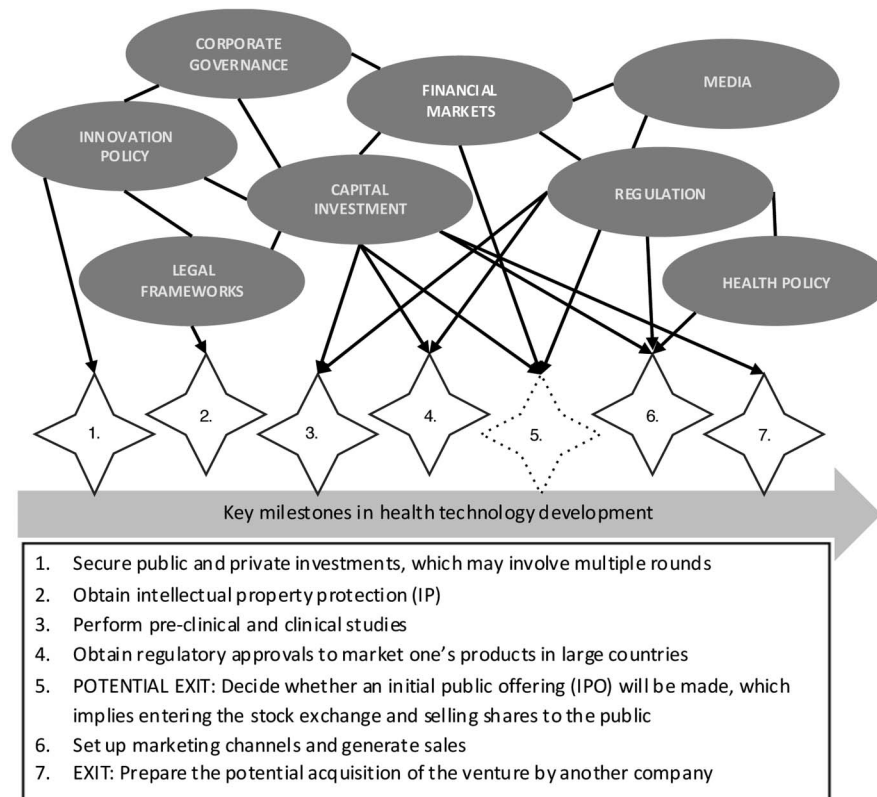 CORPORATE
GOVERNANCE
FINANCIAL
MARKETS
MEDIA
INNOVATION
POLICY
CAPITAL
INVESTMENT
REGULATION
LEGAL
FRAMEWORKS
HEALTH POLICY
1.
2.
3.
4.
5.
6.
7.
Key milestones in health technology development
1. Secure public and private investments, which may involve multiple rounds
2. Obtain intellectual property protection (IP)
3. Perform pre-clinical and clinical studies
4. Obtain regulatory approvals to market one's products in large countries
5. POTENTIAL EXIT: Decide whether an initial public offering (IPO) will be made, which
implies entering the stock exchange and selling shares to the public
6. Set up marketing channels and generate sales
7. EXIT: Prepare the potential acquisition of the venture by another company